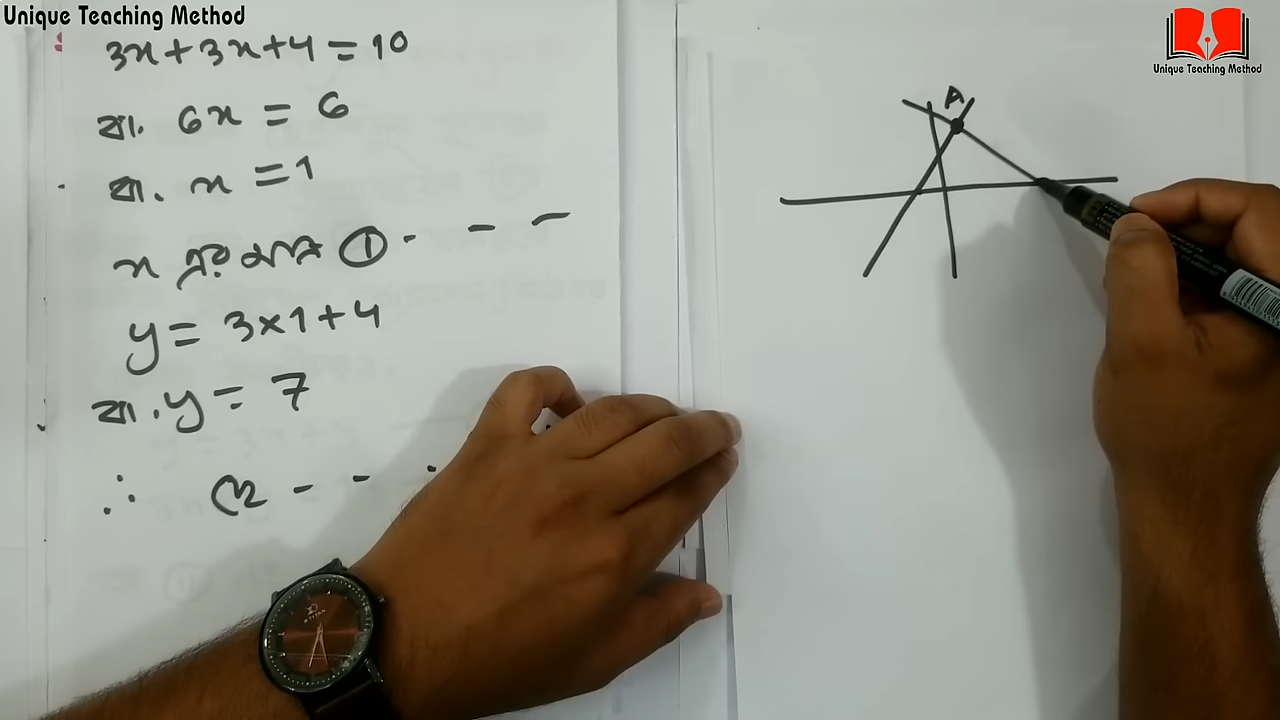 Unique Teaching Method
3x+3x+4=10
বা. 6x = 6
বা. x = 1
x এর মান ① - - -
y = 3×1+4
বা. y = 7
∴ ছে - - .
A
Unique Teaching Method